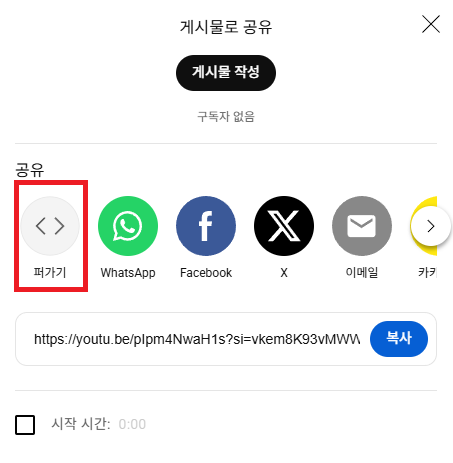 게시물로 공유
게시물 작성
구독자 없음
공유
퍼가기
WhatsApp
Facebook
X
이메일
https://youtu.be/pIpm4NwaH1s?si=vkem8K93vMWW
복사
시작 시간: 0:00